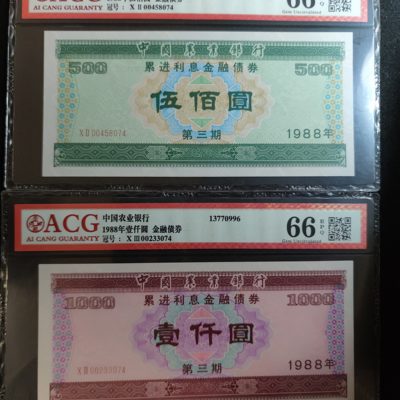 ACG
AI CANG GUARANTY
冠号： X II 00458074
66
EPQ
Gem Uncirculated
中国农业银行
500
累进利息金融债券
500
伍佰圆
X II 00458074
第三期
1988年
ACG
AI CANG GUARANTY
中国农业银行
13770996
1988年壹仟圆 金融债券
冠号： X III 00233074
66
EPQ
Gem Uncirculated
中国农业银行
1000
累进利息金融债券
1000
壹仟圆
X III 00233074
第三期
1988年